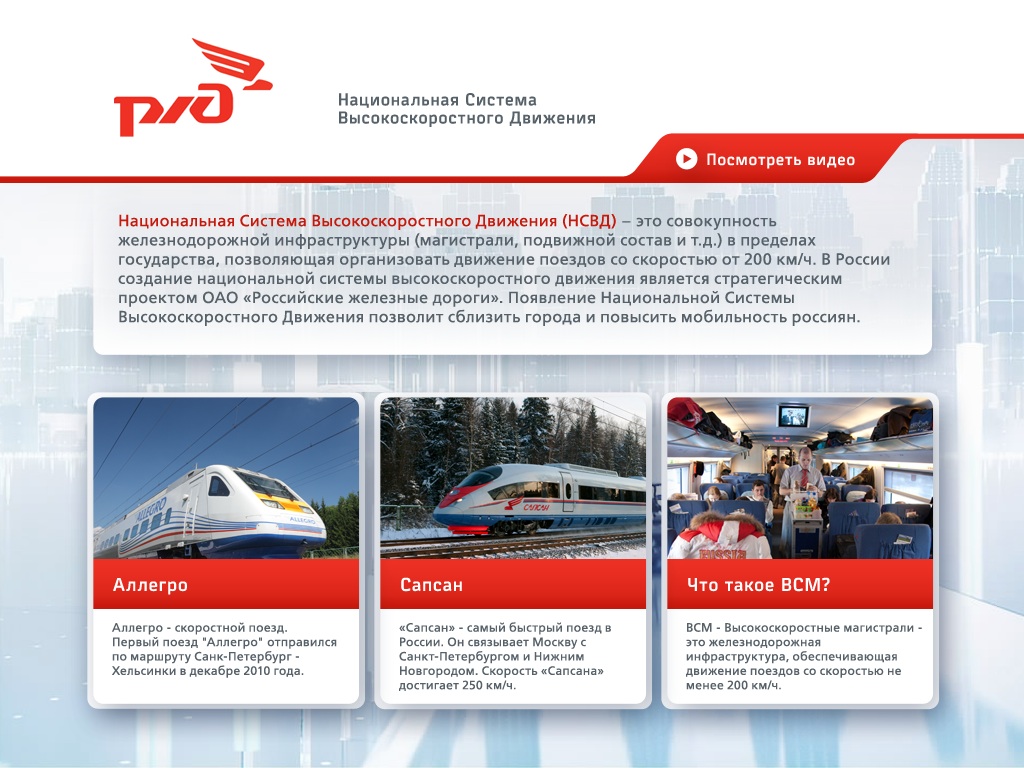 РЖД
Национальная Система
Высокоскоростного Движения
Посмотреть видео
Национальная Система Высокоскоростного Движения (НСВД) – это совокупность
железнодорожной инфраструктуры (магистрали, подвижной состав и т.д.) в пределах
государства, позволяющая организовать движение поездов со скоростью от 200 км/ч. В России
создание национальной системы высокоскоростного движения является стратегическим
проектом ОАО «Российские железные дороги». Появление Национальной Системы
Высокоскоростного Движения позволит сблизить города и повысить мобильность россиян.
ALLEGRO
ALLEGRO
САПСАН
RUSSIA
Аллегро
Сапсан
Что такое ВСМ?
Аллегро - скоростной поезд.
Первый поезд "Аллегро" отправился
по маршруту Санк-Петербург -
Хельсинки в декабре 2010 года.
«Сапсан» - самый быстрый поезд в
России. Он связывает Москву с
Санкт-Петербургом и Нижним
Новгородом. Скорость «Сапсана»
достигает 250 км/ч.
ВСМ - Высокоскоростные магистрали -
это железнодорожная
инфраструктура, обеспечивающая
движение поездов со скоростью не
менее 200 км/ч.